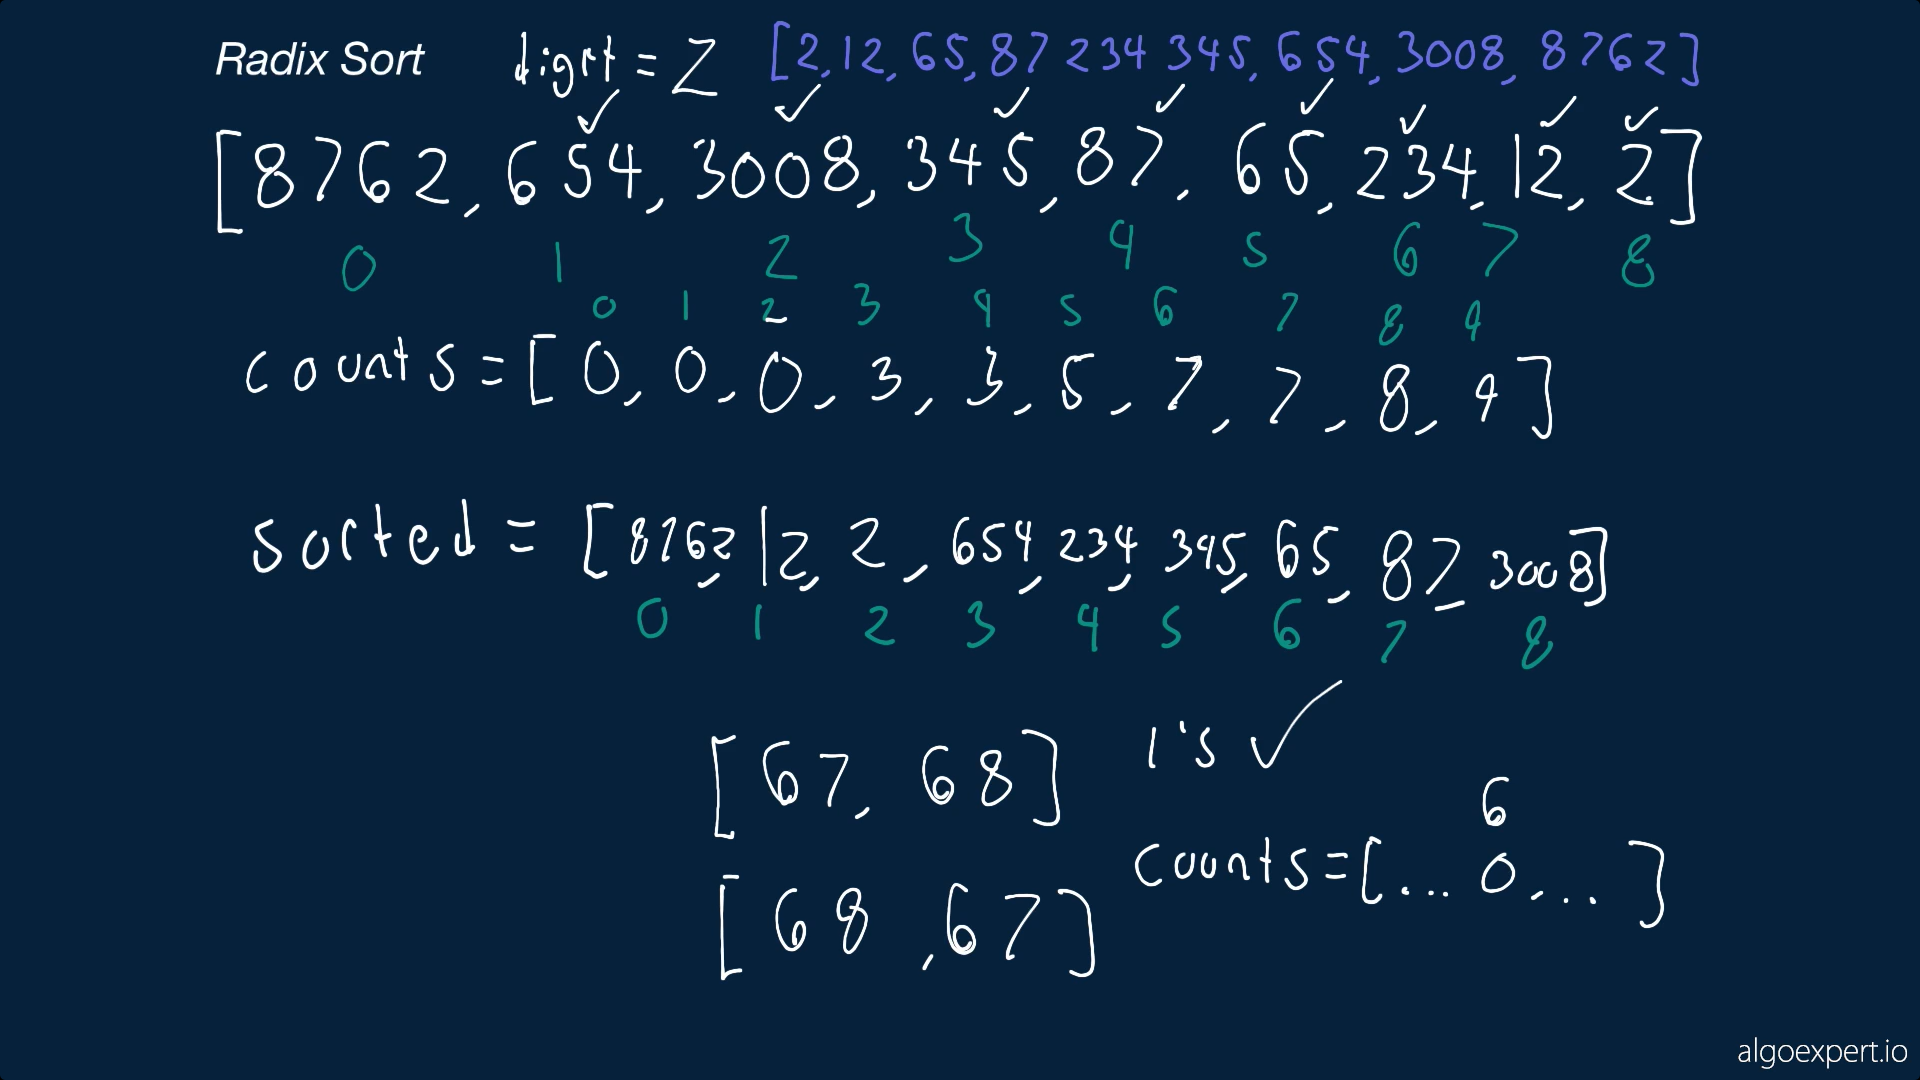 Radix Sort digit = 2 [2, 12, 65, 87 234 345, 654, 3008, 8762]
[8762, 654, 3008, 345, 87, 65, 234, 12, 2]
0 1 2 3 4 5 6 7 8
0 1 2 3 4 5 6 7 8 9
counts = [0, 0, 0, 3, 3, 5, 7, 7, 8, 9]
sorted = [8762 12, 2, 654, 234, 345, 65, 87 3008]
0 1 2 3 4 5 6 7 8
[67, 68] 1's
6
[68, 67] counts = [... 0, ... ]
algoexpert.io